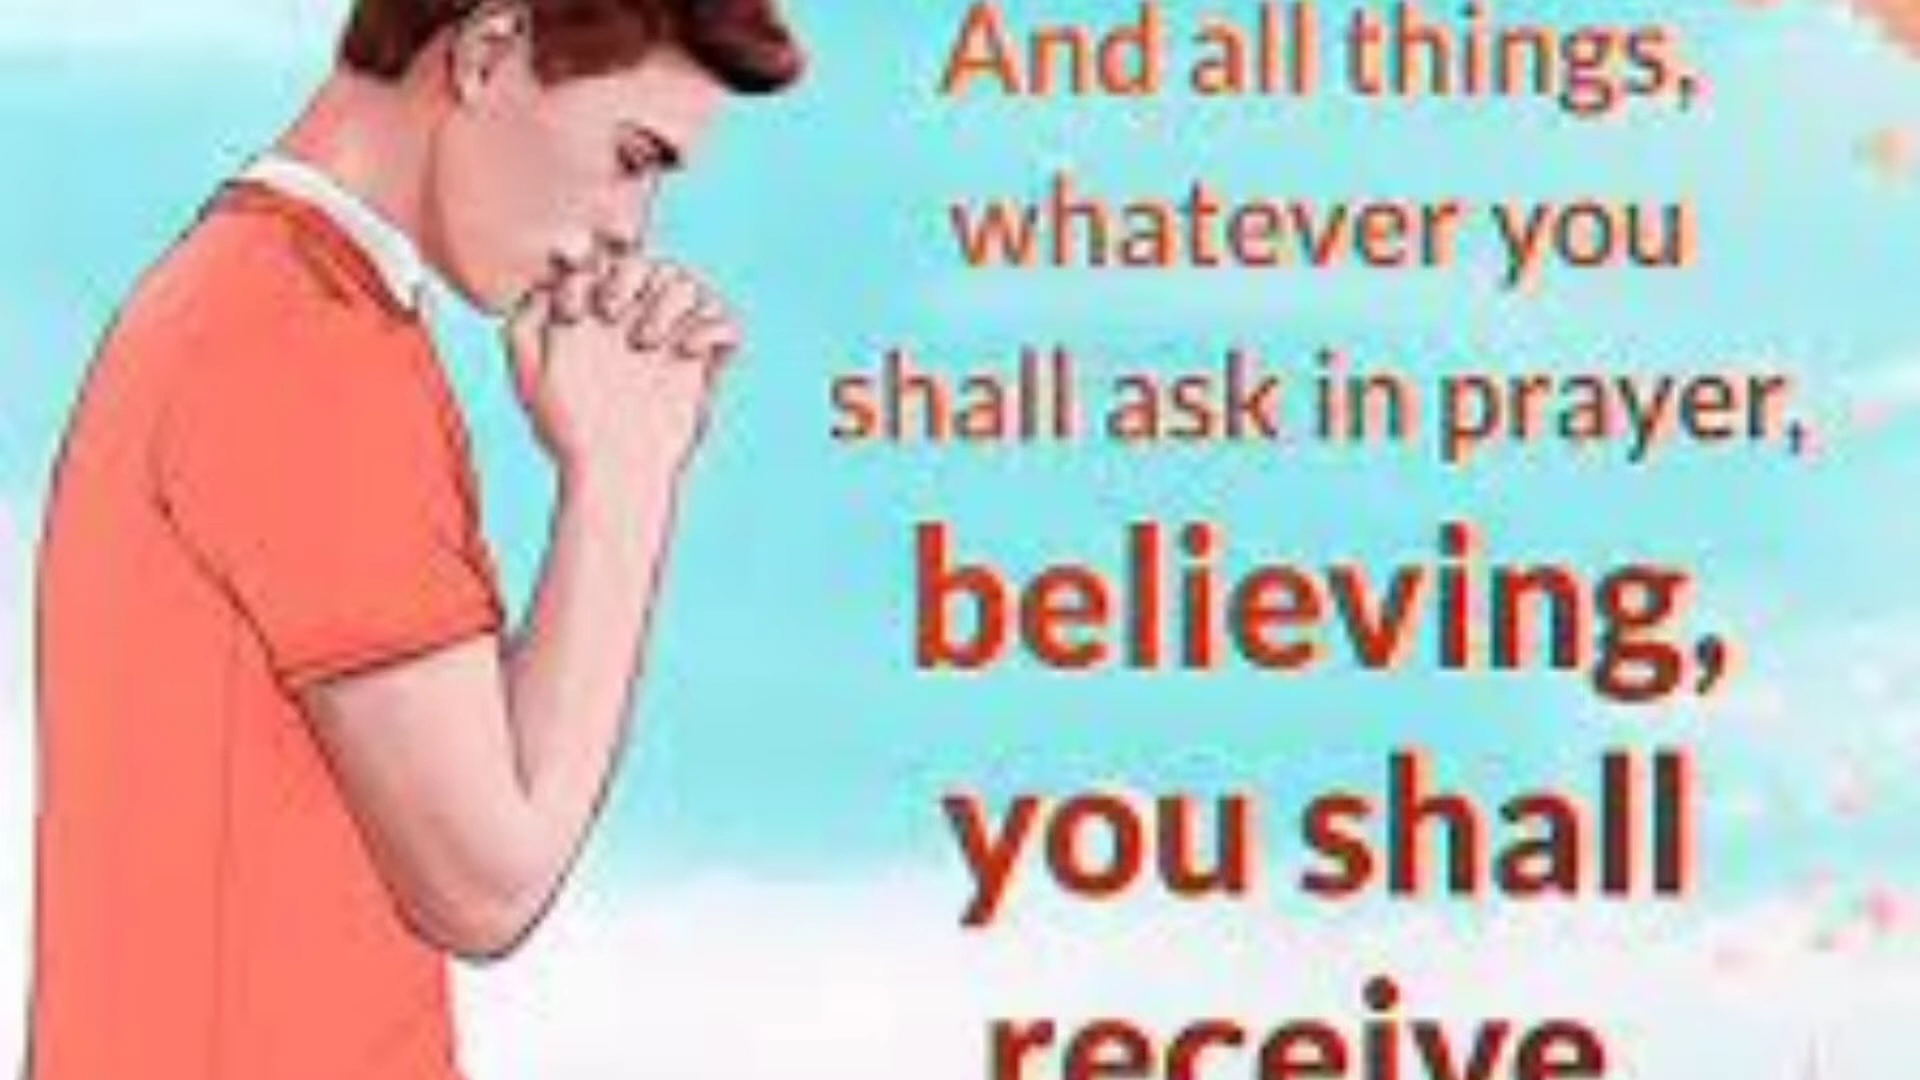 And all things,
whatever you
shall ask in prayer,
believing,
you shall
receive